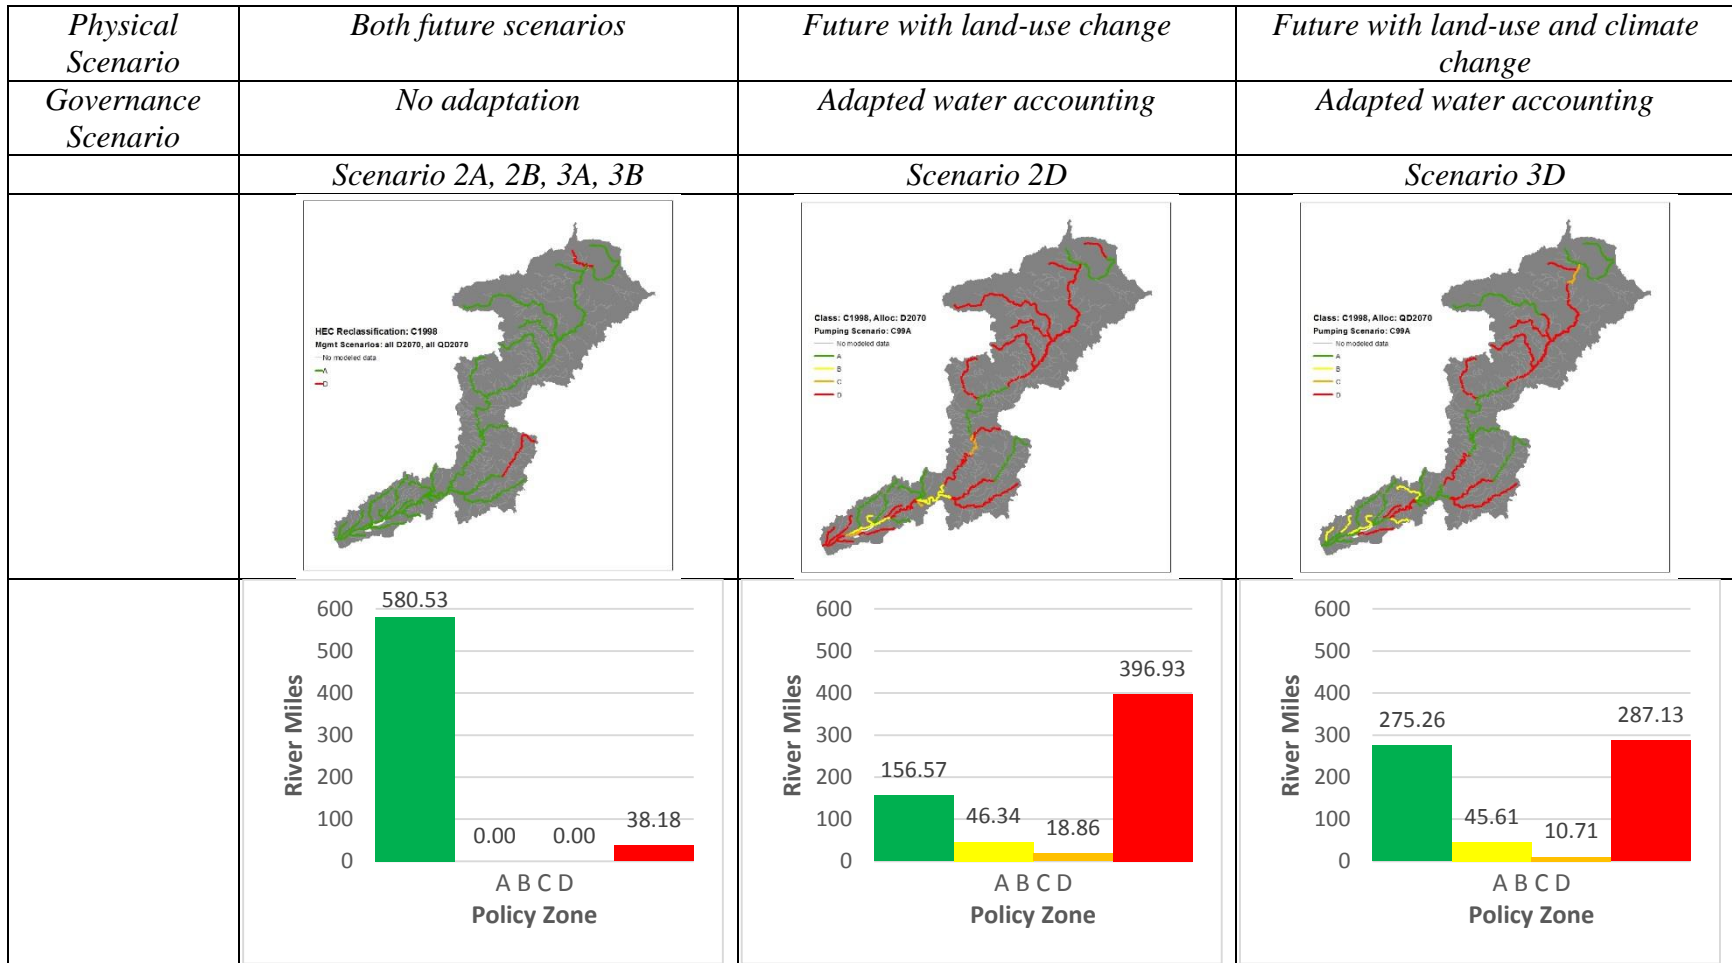 Physical Scenario
Both future scenarios
Future with land-use change
Future with land-use and climate change
Governance Scenario
No adaptation
Adapted water accounting
Adapted water accounting
Scenario 2A, 2B, 3A, 3B
Scenario 2D
Scenario 3D
HEC Reclassification: C1998
Mgmt Scenarios: all D2070, all QD2070
No modeled data
A
D
Class: C1998, Alloc: D2070
Pumping Scenario: C99A
No modeled data
A
B
C
D
Class: C1998, Alloc: QD2070
Pumping Scenario: C99A
No modeled data
A
B
C
D
580.53
600
500
400
300
200
100
0
River Miles
0.00
0.00
38.18
A B C D
Policy Zone
600
500
400
300
200
100
0
River Miles
156.57
46.34
18.86
396.93
A B C D
Policy Zone
600
500
400
300
200
100
0
River Miles
275.26
45.61
10.71
287.13
A B C D
Policy Zone